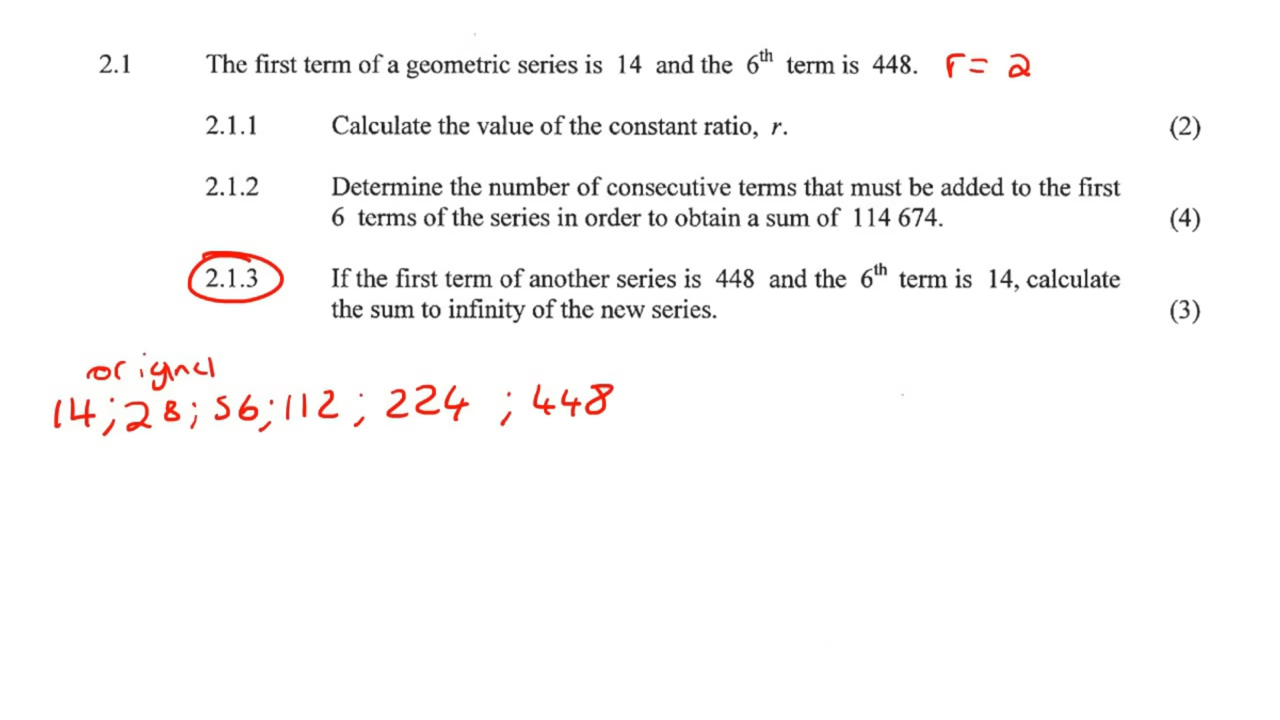 2.1 The first term of a geometric series is 14 and the 6th term is 448. r = 2
2.1.1 Calculate the value of the constant ratio, r. (2)
2.1.2 Determine the number of consecutive terms that must be added to the first
6 terms of the series in order to obtain a sum of 114 674. (4)
2.1.3 If the first term of another series is 448 and the 6th term is 14, calculate
the sum to infinity of the new series. (3)
original
14; 28; 56; 112; 224; 448